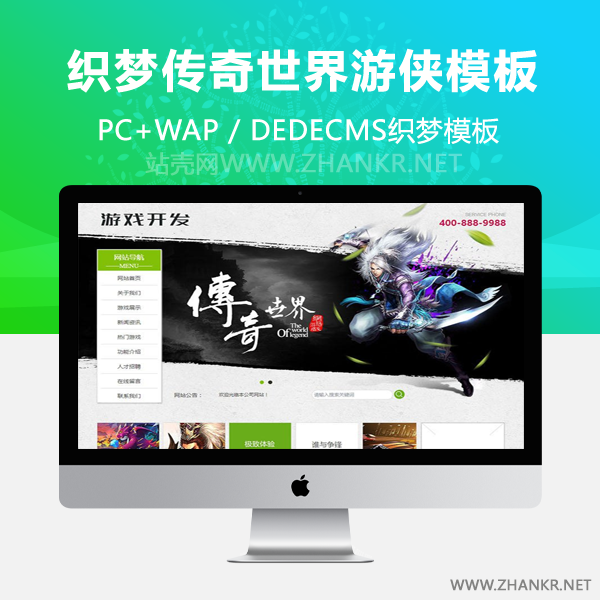 织梦传奇世界游侠模板
PC+WAP / DEDECMS织梦模板
站壳网WWW.ZHANKR.NET
游戏开发
SERVICE PHONE
400-888-9988
网站导航
MENU
网站首页
关于我们
游戏展示
新闻资讯
热门游戏
功能介绍
人才招聘
在线留言
联系我们
傳奇世界
The world
Of legend
网站公告：
欢迎光临本公司网站！
请输入搜索关键词
极致体验
谁与争锋
WWW.ZHANKR.NET